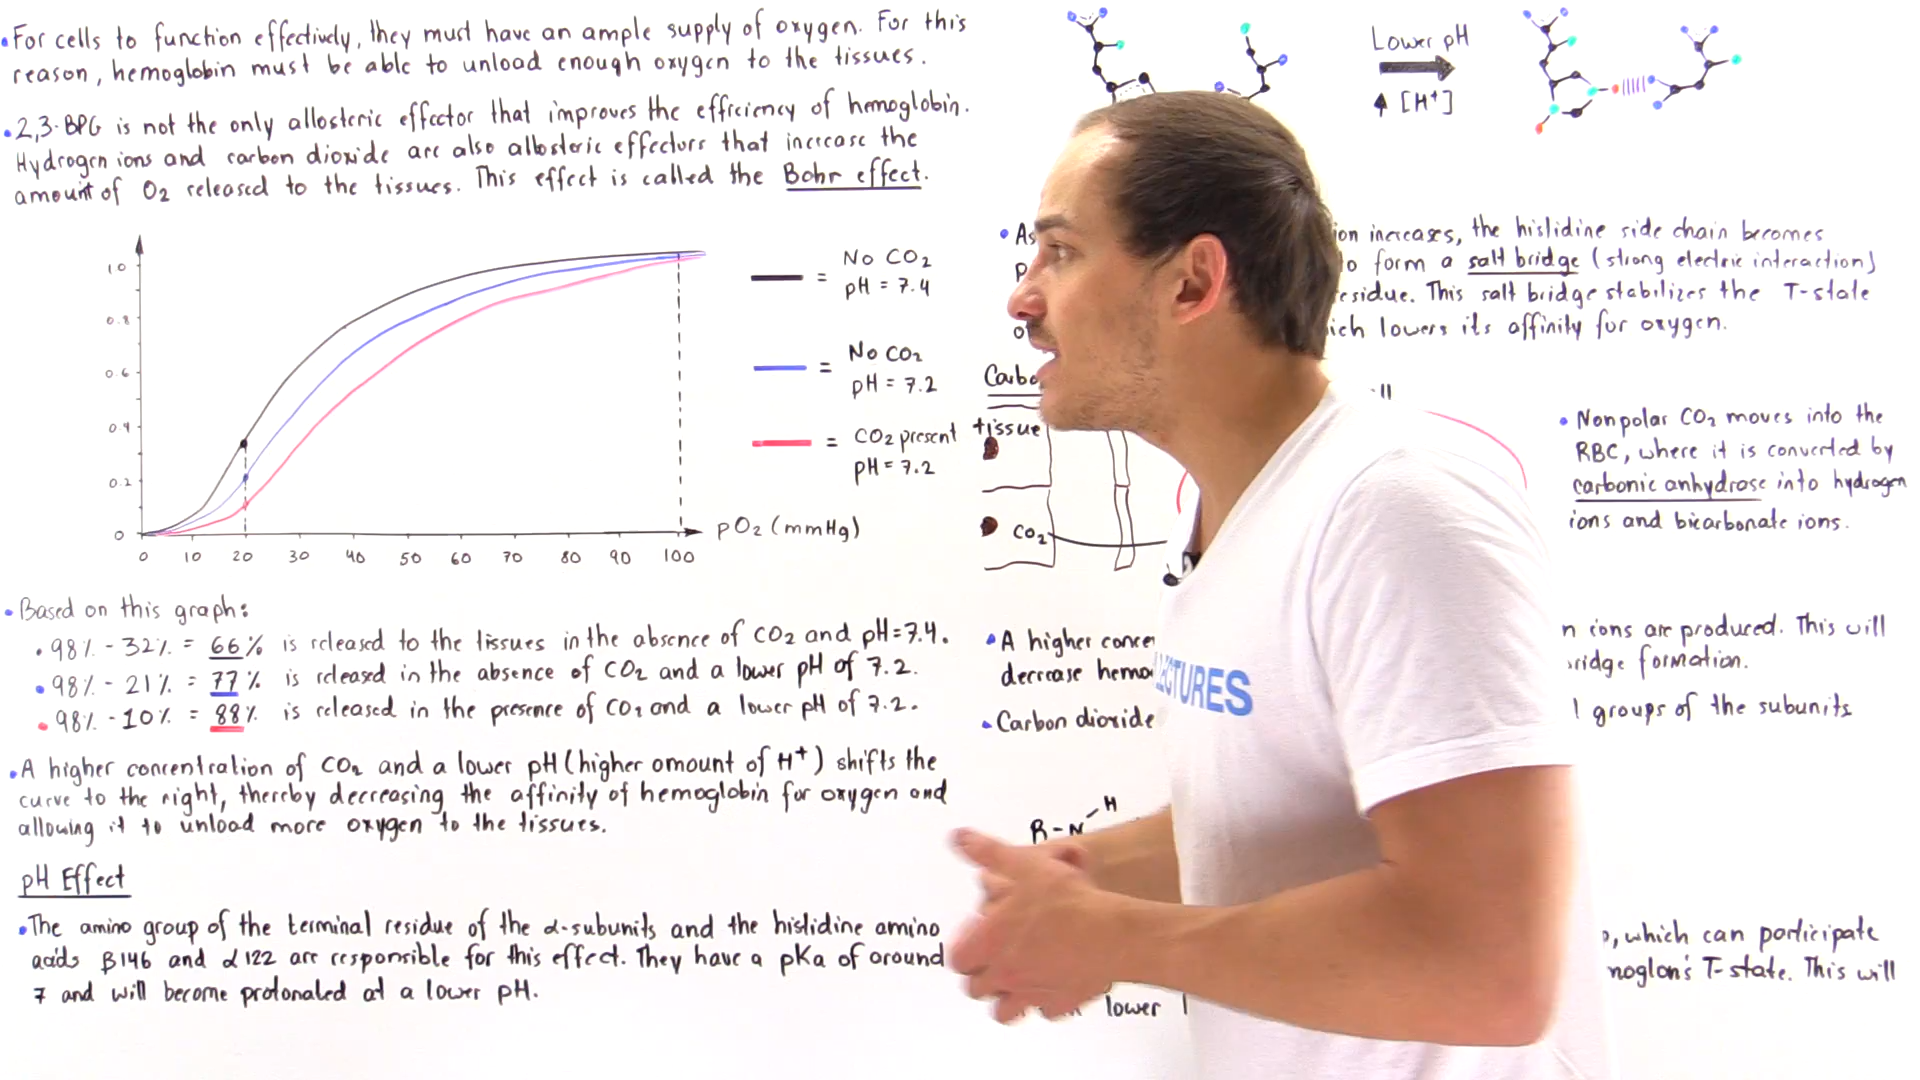 •For cells to function effectively, they must have an ample supply of oxygen. For this
reason, hemoglobin must be able to unload enough oxygen to the tissues.
•2,3-BPG is not the only allosteric effector that improves the efficiency of hemoglobin.
Hydrogen ions and carbon dioxide are also allosteric effectors that increase the
amount of O2 released to the tissues. This effect is called the Bohr effect.
1.0
0.8
0.6
0.4
0.2
0
0 10 20 30 40 50 60 70 80 90 100
pO2 (mmHg)
= No CO2
pH = 7.4
= No CO2
pH = 7.2
= CO2 present
pH = 7.2
•Based on this graph:
•98% - 32% = 66% is released to the tissues in the absence of CO2 and pH=7.4.
•98% - 21% = 77% is released in the absence of CO2 and a lower pH of 7.2.
•98% - 10% = 88% is released in the presence of CO2 and a lower pH of 7.2.
•A higher concentration of CO2 and a lower pH (higher amount of H+) shifts the
curve to the right, thereby decreasing the affinity of hemoglobin for oxygen and
allowing it to unload more oxygen to the tissues.
pH Effect
•The amino group of the terminal residue of the α-subunits and the histidine amino
acids β146 and α122 are responsible for this effect. They have a pKa of around
7 and will become protonated at a lower pH.
Lower pH
↑ [H+]
•As ion increases, the histidine side chain becomes
to form a salt bridge (strong electric interaction)
residue. This salt bridge stabilizes the T-state
which lowers its affinity for oxygen.
Carbo
tissue
CO2
•Nonpolar CO2 moves into the
RBC, where it is converted by
carbonic anhydrase into hydrogen
ions and bicarbonate ions.
•A higher conce n ions are produced. This will
decrease hemo ridge formation.
•Carbon dioxide l groups of the subunits
R-N-H
p, which can participate
moglon's T-state. This will
lower
LECTURES